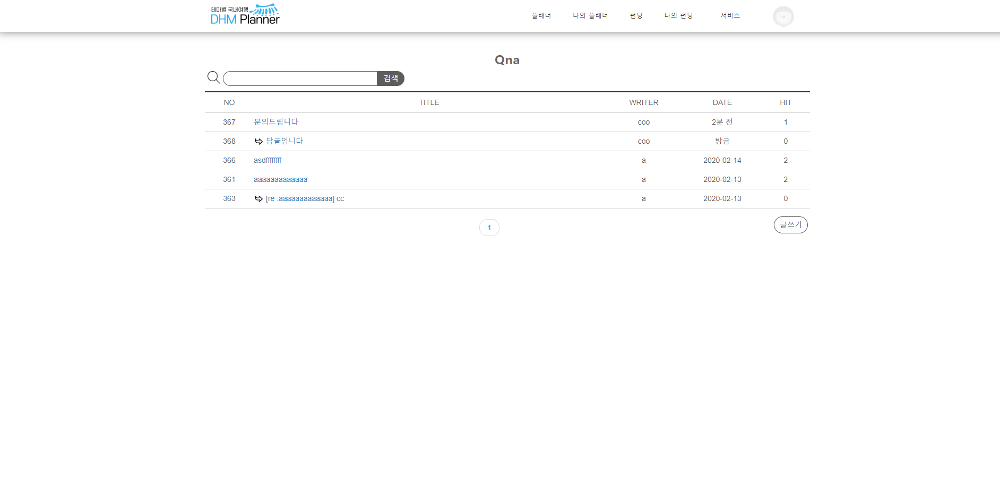 테마별 국내여행
DHM Planner
플래너 나의 플래너 펀딩 나의 펀딩 서비스
Qna
검색
NO TITLE WRITER DATE HIT
367 문의드립니다 coo 2분 전 1
368 답글입니다 coo 방금 0
366 asdfffffffff a 2020-02-14 2
361 aaaaaaaaaaaaa a 2020-02-13 2
363 [re :aaaaaaaaaaaaa] cc a 2020-02-13 0
1
글쓰기